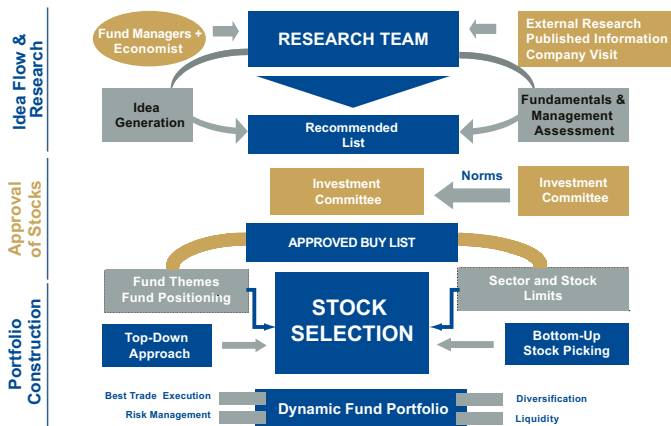 Idea Flow &
Research
Fund Managers +
Economist
RESEARCH TEAM
External Research
Published Information
Company Visit
Idea
Generation
Recommended
List
Fundamentals &
Management
Assessment
Approval
of Stocks
Investment
Committee
Norms
Investment
Committee
APPROVED BUY LIST
Fund Themes
Fund Positioning
Sector and Stock
Limits
Portfolio
Construction
STOCK
SELECTION
Top-Down
Approach
Bottom-Up
Stock Picking
Best Trade Execution
Risk Management
Dynamic Fund Portfolio
Diversification
Liquidity